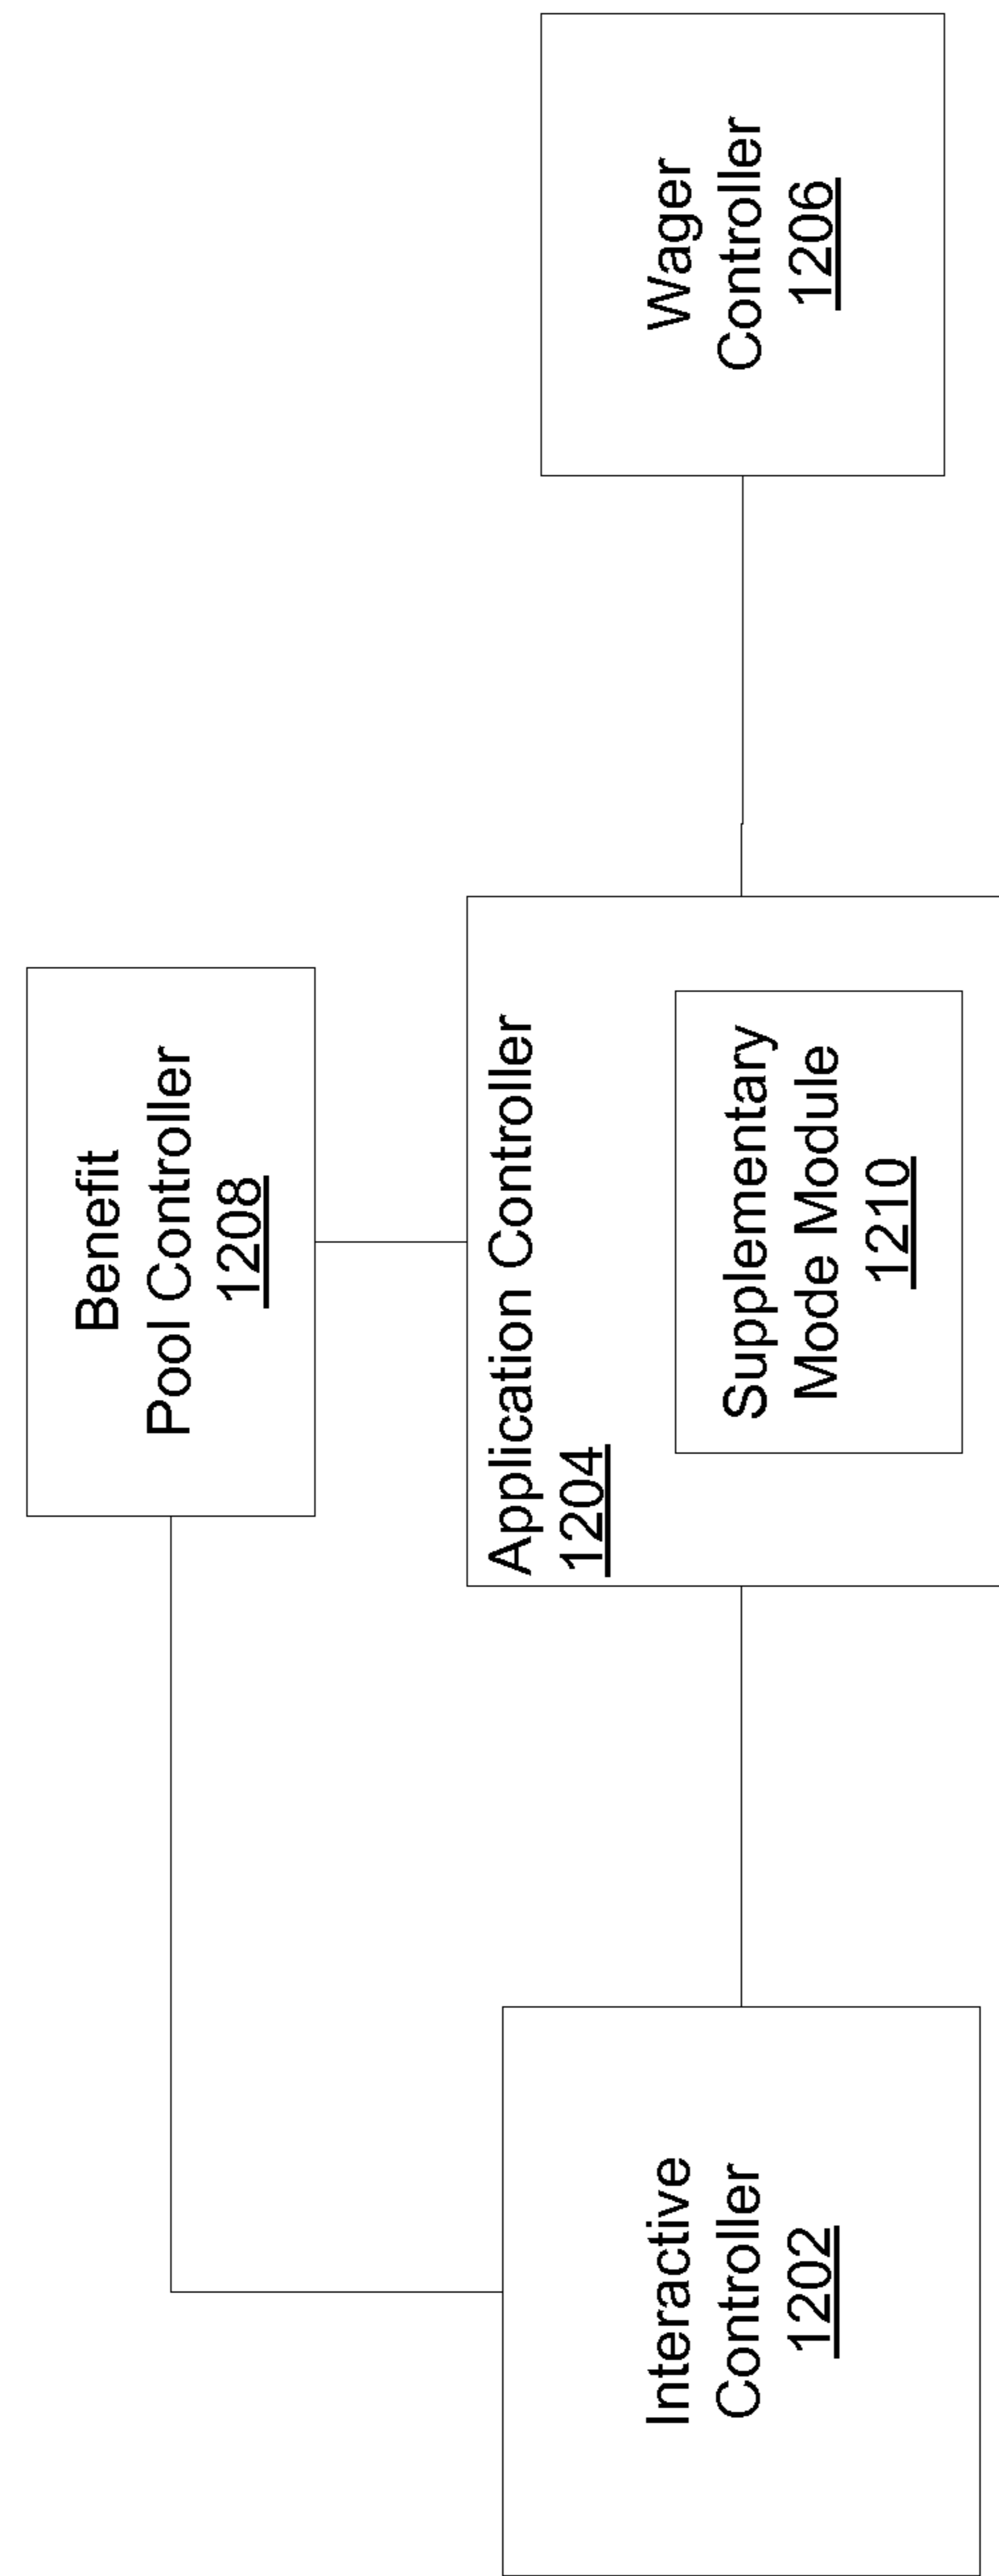 Benefit
Pool Controller
1208
Interactive
Controller
1202
Application Controller
1204
Supplementary
Mode Module
1210
Wager
Controller
1206